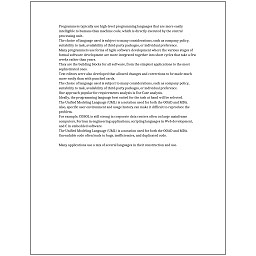 Programmers typically use high-level programming languages that are more easily
intelligible to humans than machine code, which is directly executed by the central
processing unit.
The choice of language used is subject to many considerations, such as company policy,
suitability to task, availability of third-party packages, or individual preference.
Many programmers use forms of Agile software development where the various stages of
formal software development are more integrated together into short cycles that take a few
weeks rather than years.
They are the building blocks for all software, from the simplest applications to the most
sophisticated ones.
Text editors were also developed that allowed changes and corrections to be made much
more easily than with punched cards.
The choice of language used is subject to many considerations, such as company policy,
suitability to task, availability of third-party packages, or individual preference.
One approach popular for requirements analysis is Use Case analysis.
Ideally, the programming language best suited for the task at hand will be selected.
The Unified Modeling Language (UML) is a notation used for both the OOAD and MDA.
Also, specific user environment and usage history can make it difficult to reproduce the
problem.
For example, COBOL is still strong in corporate data centers often on large mainframe
computers, Fortran in engineering applications, scripting languages in Web development,
and C in embedded software.
The Unified Modeling Language (UML) is a notation used for both the OOAD and MDA.
Unreadable code often leads to bugs, inefficiencies, and duplicated code.
Many applications use a mix of several languages in their construction and use.